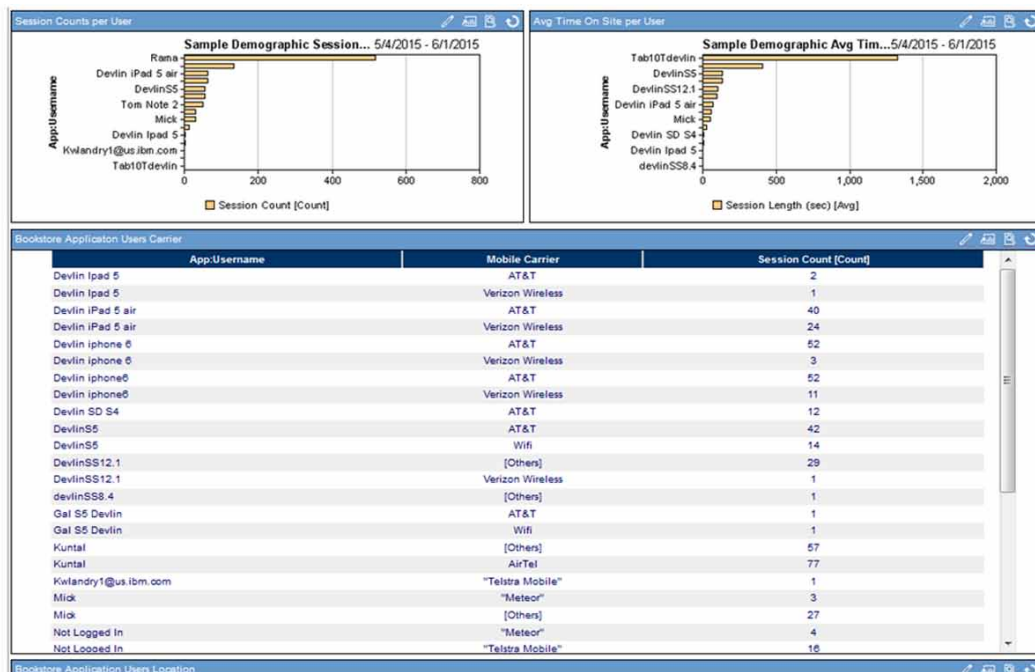 Session Counts per User
Sample Demographic Session... 5/4/2015 - 6/1/2015
App:Username
Rama
Devlin iPad 5 air
DevlinS5
Tom Note 2
Mick
Devlin Ipad 5
Kwlandry1@us.ibm.com
Tab10Tdevlin
0 200 400 600 800
Session Count [Count]
Avg Time On Site per User
Sample Demographic Avg Tim...5/4/2015 - 6/1/2015
App:Username
Tab10Tdevlin
DevlinS5
DevlinSS12.1
Devlin iPad 5 air
Mick
Devlin SD S4
Devlin Ipad 5
devlinSS8.4
0 500 1,000 1,500 2,000
Session Length (sec) [Avg]
Bookstore Applicaton Users Carrier
App:Username Mobile Carrier Session Count [Count]
Devlin Ipad 5 AT&T 2
Devlin Ipad 5 Verizon Wireless 1
Devlin iPad 5 air AT&T 40
Devlin iPad 5 air Verizon Wireless 24
Devlin iphone 6 AT&T 52
Devlin iphone 6 Verizon Wireless 3
Devlin iphone6 AT&T 52
Devlin iphone6 Verizon Wireless 11
Devlin SD S4 AT&T 12
DevlinS5 AT&T 42
DevlinS5 Wifi 14
DevlinSS12.1 [Others] 29
DevlinSS12.1 Verizon Wireless 1
devlinSS8.4 [Others] 1
Gal S5 Devlin AT&T 1
Gal S5 Devlin Wifi 1
Kuntal [Others] 57
Kuntal AirTel 77
Kwlandry1@us.ibm.com "Telstra Mobile" 1
Mick "Meteor" 3
Mick [Others] 27
Not Logged In "Meteor" 4
Not Logged In "Telstra Mobile" 16
Bookstore Application Users Location